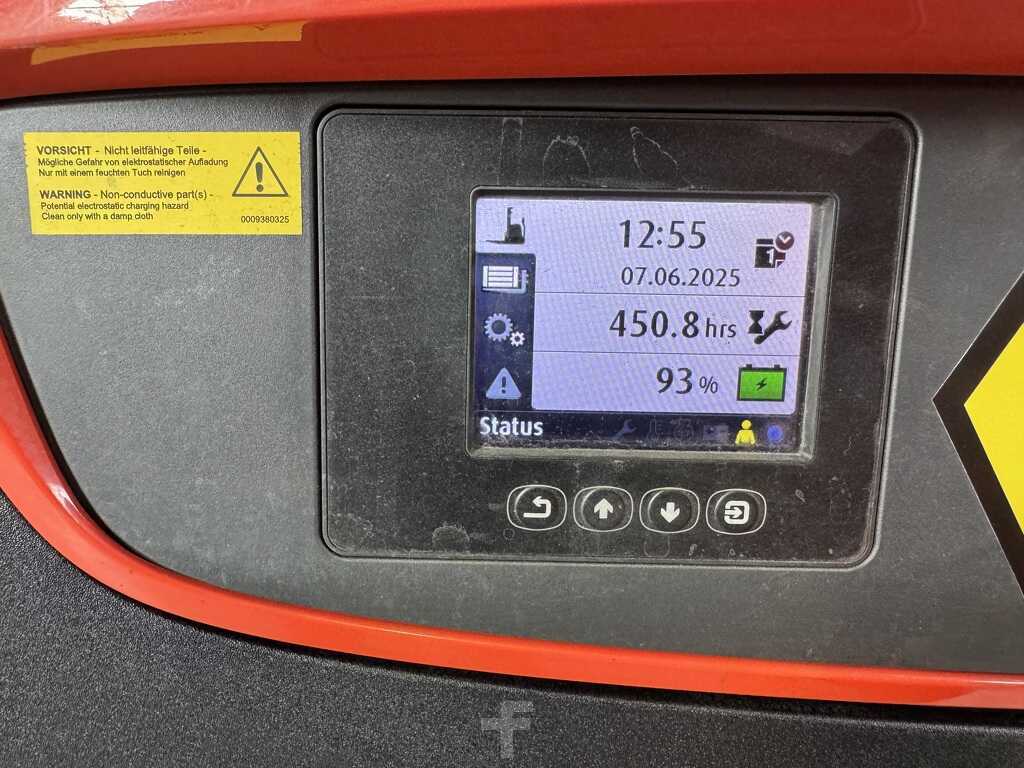 VORSICHT - Nicht leitfähige Teile -
Mögliche Gefahr von elektrostatischer Aufladung
Nur mit einem feuchten Tuch reinigen
WARNING - Non-conductive part(s) -
Potential electrostatic charging hazard
Clean only with a damp cloth
0009380325
12:55
1
07.06.2025
450.8 hrs
93 %
Status